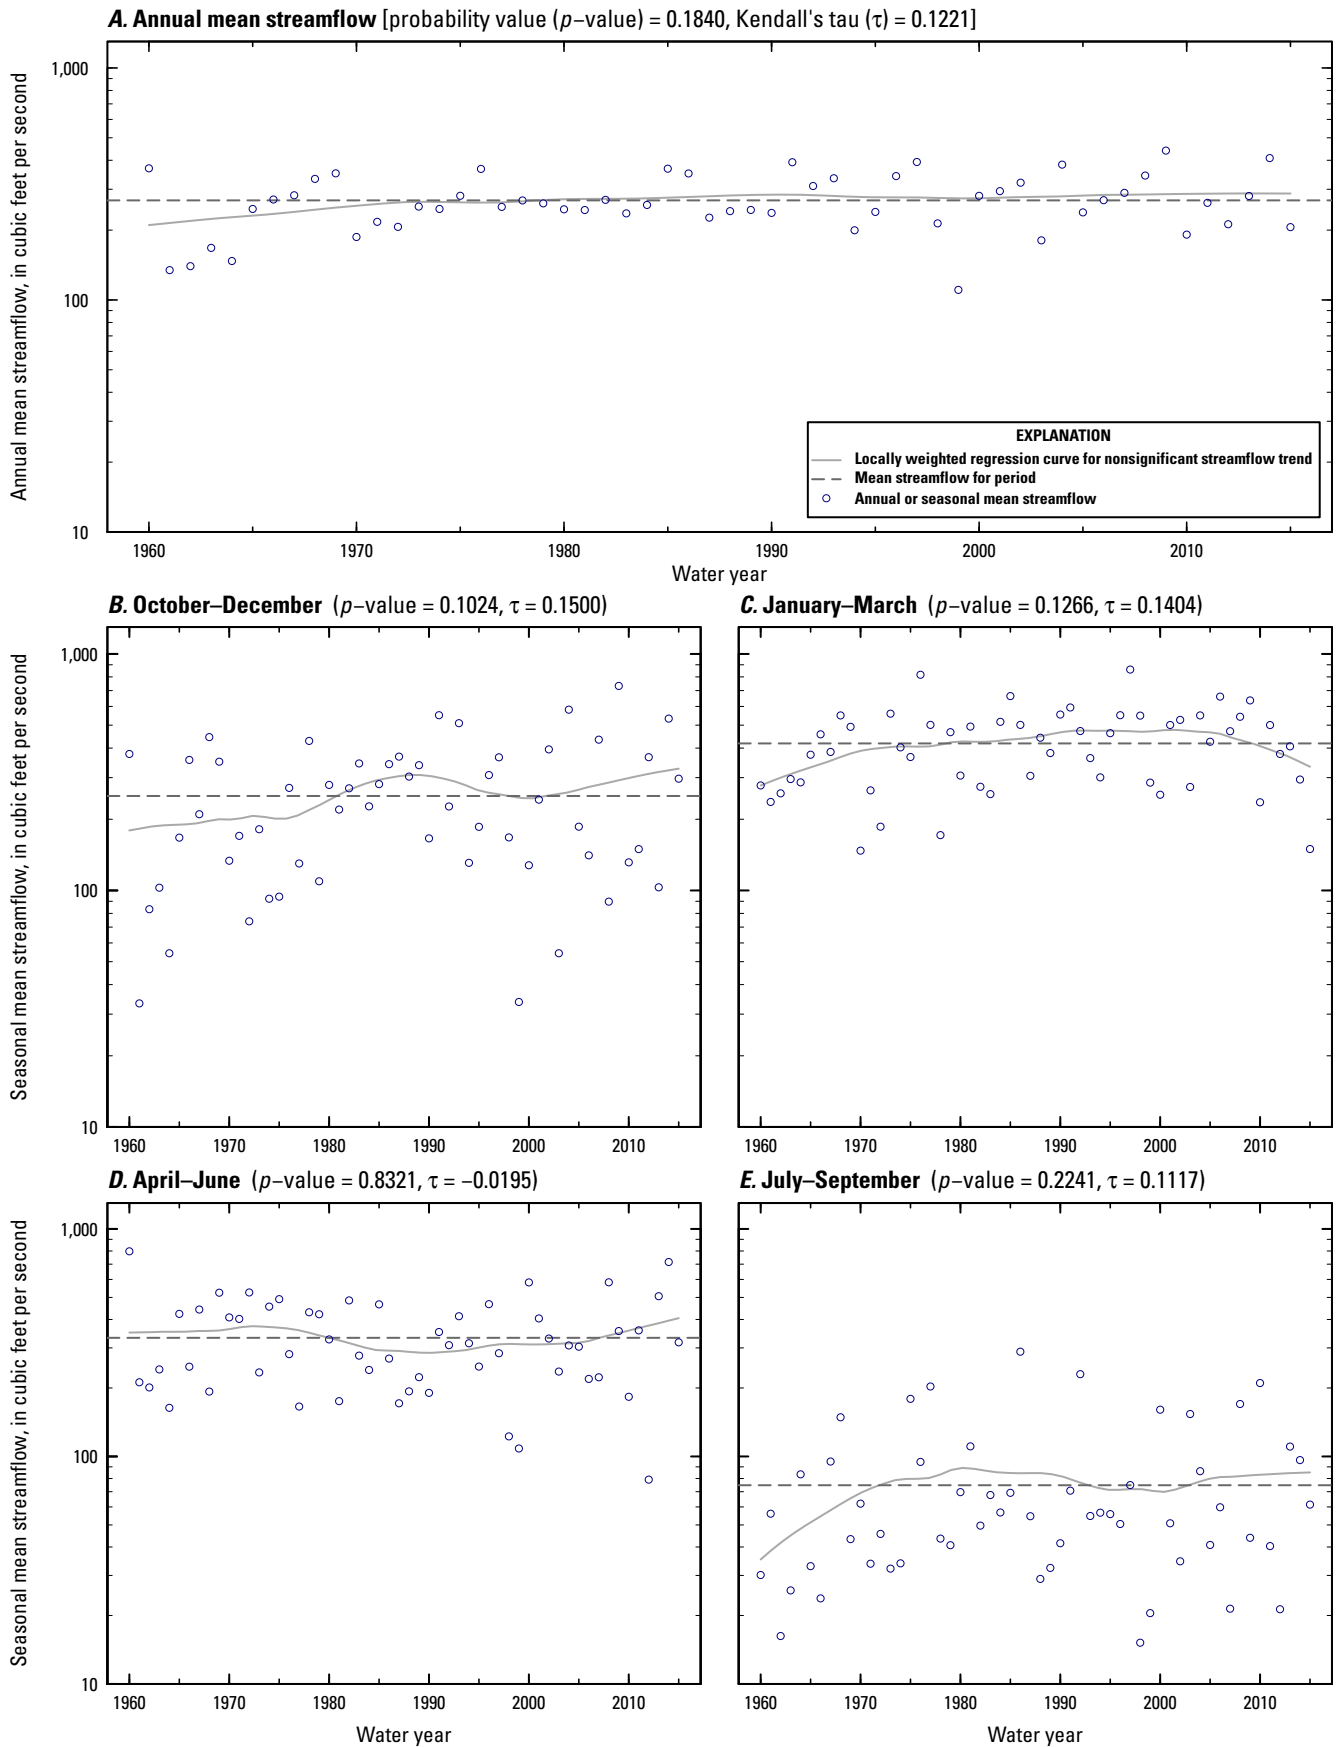 A. Annual mean streamflow [probability value (p−value) = 0.1840, Kendall's tau (τ) = 0.1221]
Annual mean streamflow, in cubic feet per second
1,000
100
10
EXPLANATION
Locally weighted regression curve for nonsignificant streamflow trend
Mean streamflow for period
Annual or seasonal mean streamflow
1960 1970 1980 1990 2000 2010
Water year
B. October–December (p−value = 0.1024, τ = 0.1500)
Seasonal mean streamflow, in cubic feet per second
1,000
100
10
1960 1970 1980 1990 2000 2010
C. January–March (p−value = 0.1266, τ = 0.1404)
1960 1970 1980 1990 2000 2010
D. April–June (p−value = 0.8321, τ = −0.0195)
Seasonal mean streamflow, in cubic feet per second
1,000
100
10
1960 1970 1980 1990 2000 2010
Water year
E. July–September (p−value = 0.2241, τ = 0.1117)
1960 1970 1980 1990 2000 2010
Water year